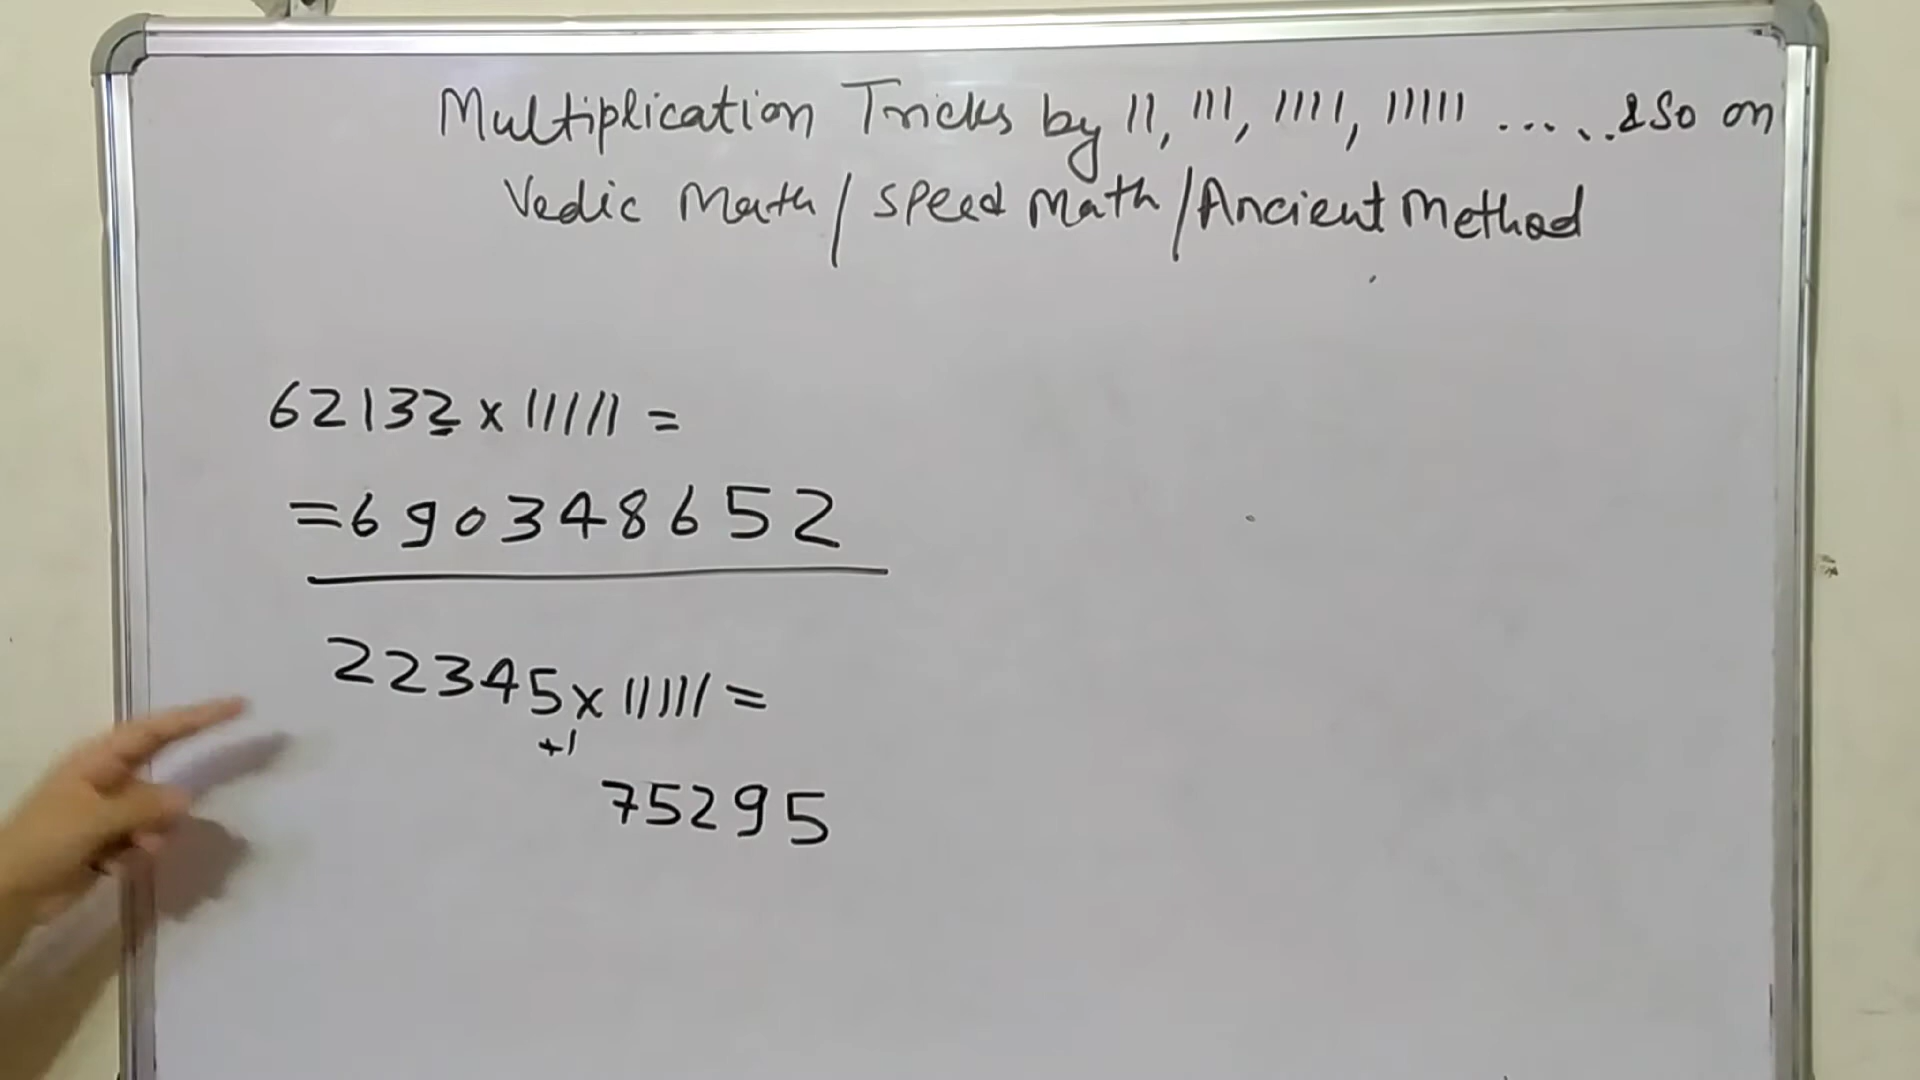 Multiplication Tricks by 11, 111, 1111, 11111 ..... & So on
Vedic Math / Speed Math / Ancient Method
62132 x 11111 =
= 690348652
22345 x 11111 =
+1
75295